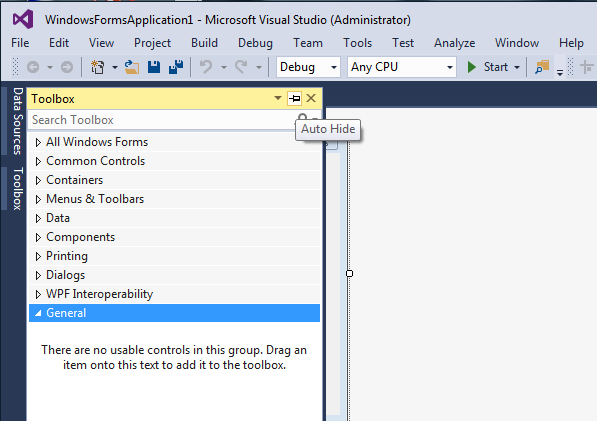 WindowsFormsApplication1 - Microsoft Visual Studio (Administrator)
File Edit View Project Build Debug Team Tools Test Analyze Window Help
Debug Any CPU Start
Data Sources
Toolbox
Toolbox
Search Toolbox
Auto Hide
All Windows Forms
Common Controls
Containers
Menus & Toolbars
Data
Components
Printing
Dialogs
WPF Interoperability
General
There are no usable controls in this group. Drag an
item onto this text to add it to the toolbox.